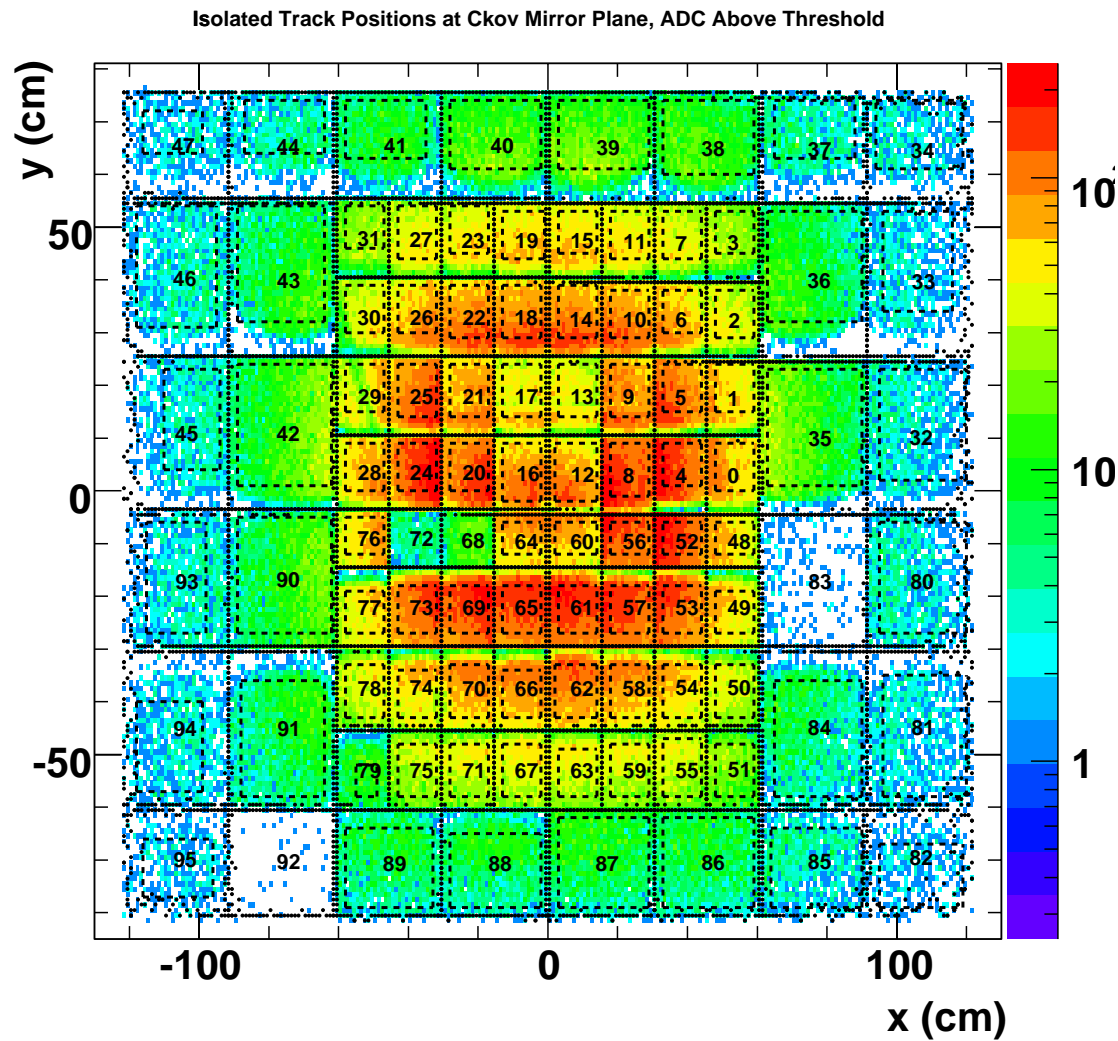 Isolated Track Positions at Ckov Mirror Plane, ADC Above Threshold
y (cm)
47 44 41 40 39 38 37 34
10²
50
31 27 23 19 15 11 7 3
46 43 36 33
30 26 22 18 14 10 6 2
29 25 21 17 13 9 5 1
45 42 35 32
28 24 20 16 12 8 4 0
0
10
76 72 68 64 60 56 52 48
93 90 83 80
77 73 69 65 61 57 53 49
78 74 70 66 62 58 54 50
94 91 84 81
-50
1
79 75 71 67 63 59 55 51
95 92 89 88 87 86 85 82
-100 0 100
x (cm)